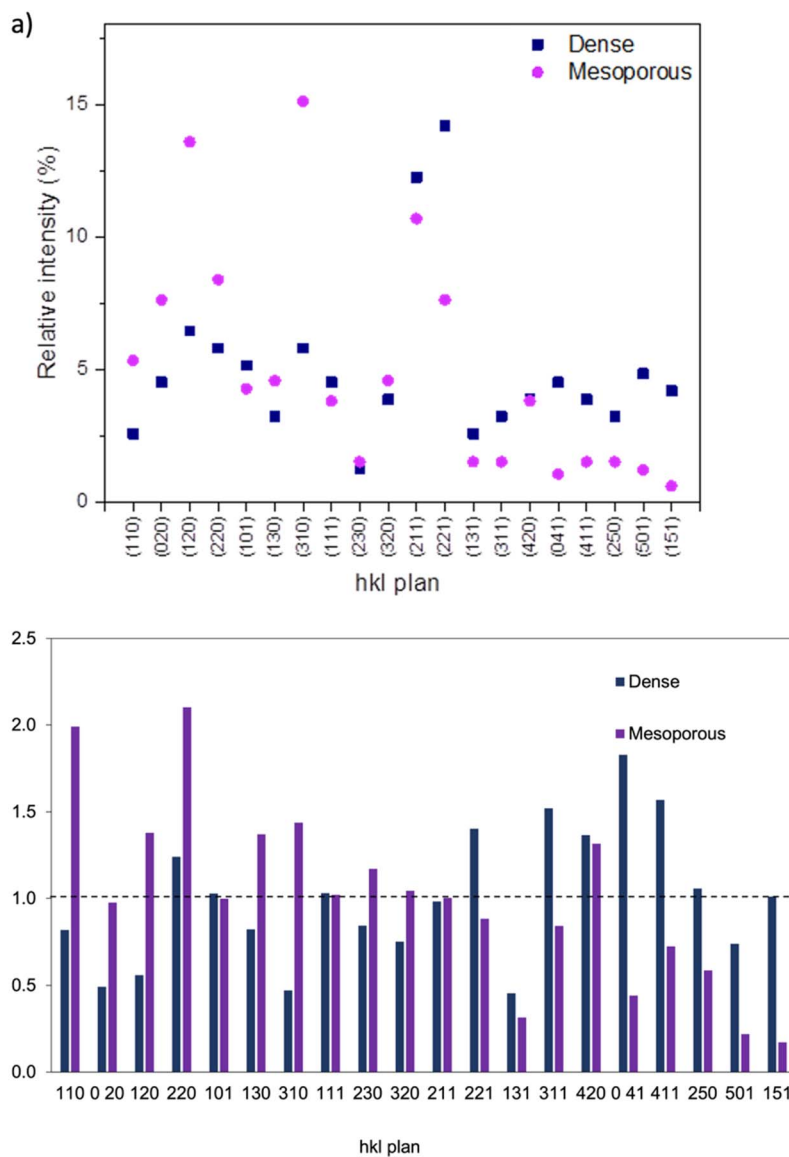 a)
Dense
Mesoporous
15
10
5
0
Relative intensity (%)
(110) (020) (120) (220) (101) (130) (310) (111) (230) (320) (211) (221) (131) (311) (420) (041) (411) (250) (501) (151)
hkl plan
2.5
Dense
2.0
Mesoporous
1.5
1.0
0.5
0.0
110 0 20 120 220 101 130 310 111 230 320 211 221 131 311 420 0 41 411 250 501 151
hkl plan